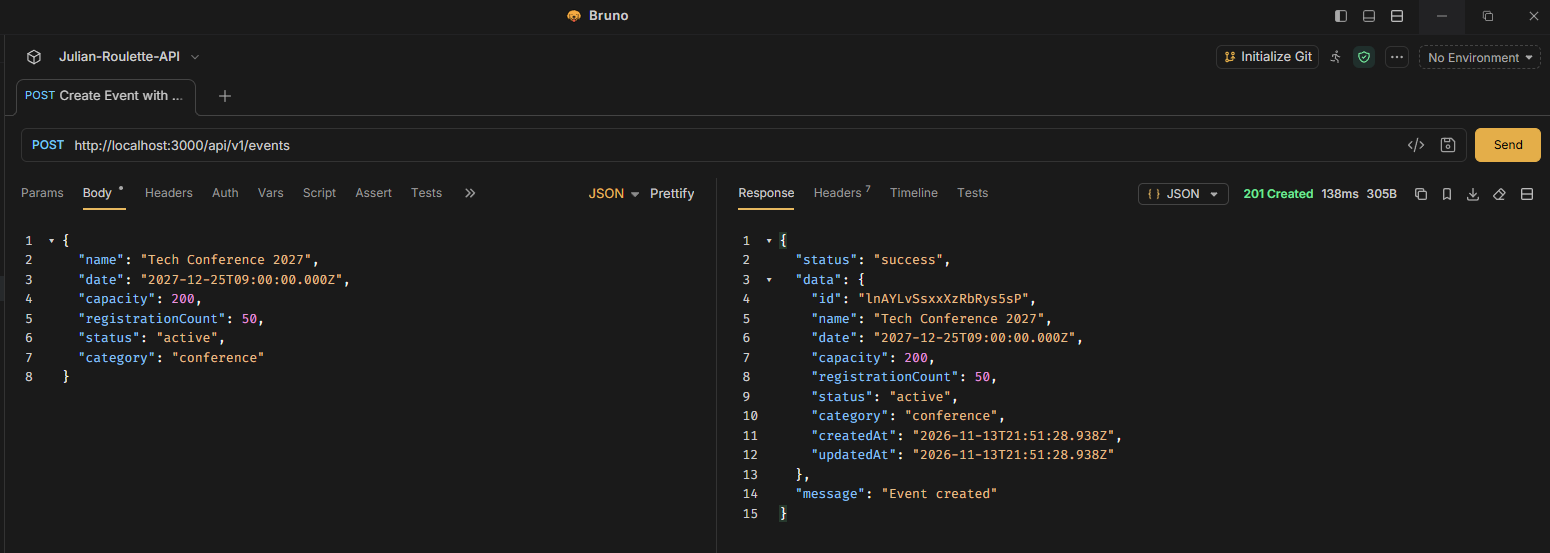 Bruno
Julian-Roulette-API
Initialize Git
No Environment
POST Create Event with ...
POST http://localhost:3000/api/v1/events
Send
Params Body Headers Auth Vars Script Assert Tests JSON Prettify
1 {
2 "name": "Tech Conference 2027",
3 "date": "2027-12-25T09:00:00.000Z",
4 "capacity": 200,
5 "registrationCount": 50,
6 "status": "active",
7 "category": "conference"
8 }
Response Headers 7 Timeline Tests { } JSON 201 Created 138ms 305B
1 {
2 "status": "success",
3 "data": {
4 "id": "lnAYLvSsxxXzRbRys5sP",
5 "name": "Tech Conference 2027",
6 "date": "2027-12-25T09:00:00.000Z",
7 "capacity": 200,
8 "registrationCount": 50,
9 "status": "active",
10 "category": "conference",
11 "createdAt": "2026-11-13T21:51:28.938Z",
12 "updatedAt": "2026-11-13T21:51:28.938Z"
13 },
14 "message": "Event created"
15 }